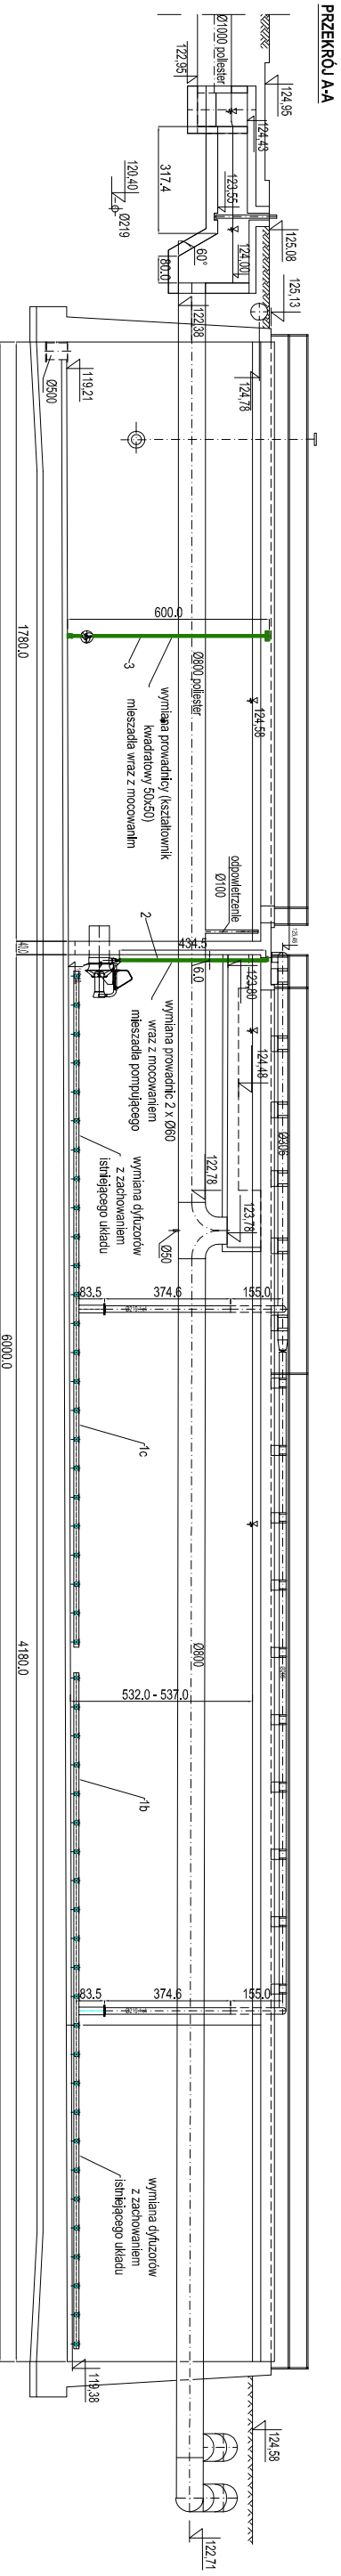 PRZEKRÓJ A-A
Ø1000 poliester
122,95
124,95
124,43
317.4
123,55
120,40
Ø219
60°
80.0
124,00
125,08
125,13
122,38
124,78
Ø500
119,21
1780.0
600.0
3
wymiana prowadnicy (kształtownik
kwadratowy 50x50)
mieszadła wraz z mocowanim
Ø800 poliester
124,58
odpowietrzenie
Ø100
40.0
2
434.5
6.0
wymiana prowadnic 2 x Ø60
wraz z mocowaniem
mieszadła pompującego
123,80
124,48
Ø306
122,78
123,78
Ø50
wymiana dyfuzorów
z zachowaniem
istniejącego układu
83.5
374.6
155.0
6000.0
1c
4180.0
Ø800
532.0 - 537.0
1b
83.5
374.6
155.0
wymiana dyfuzorów
z zachowaniem
istniejącego układu
119,38
124,58
122,71